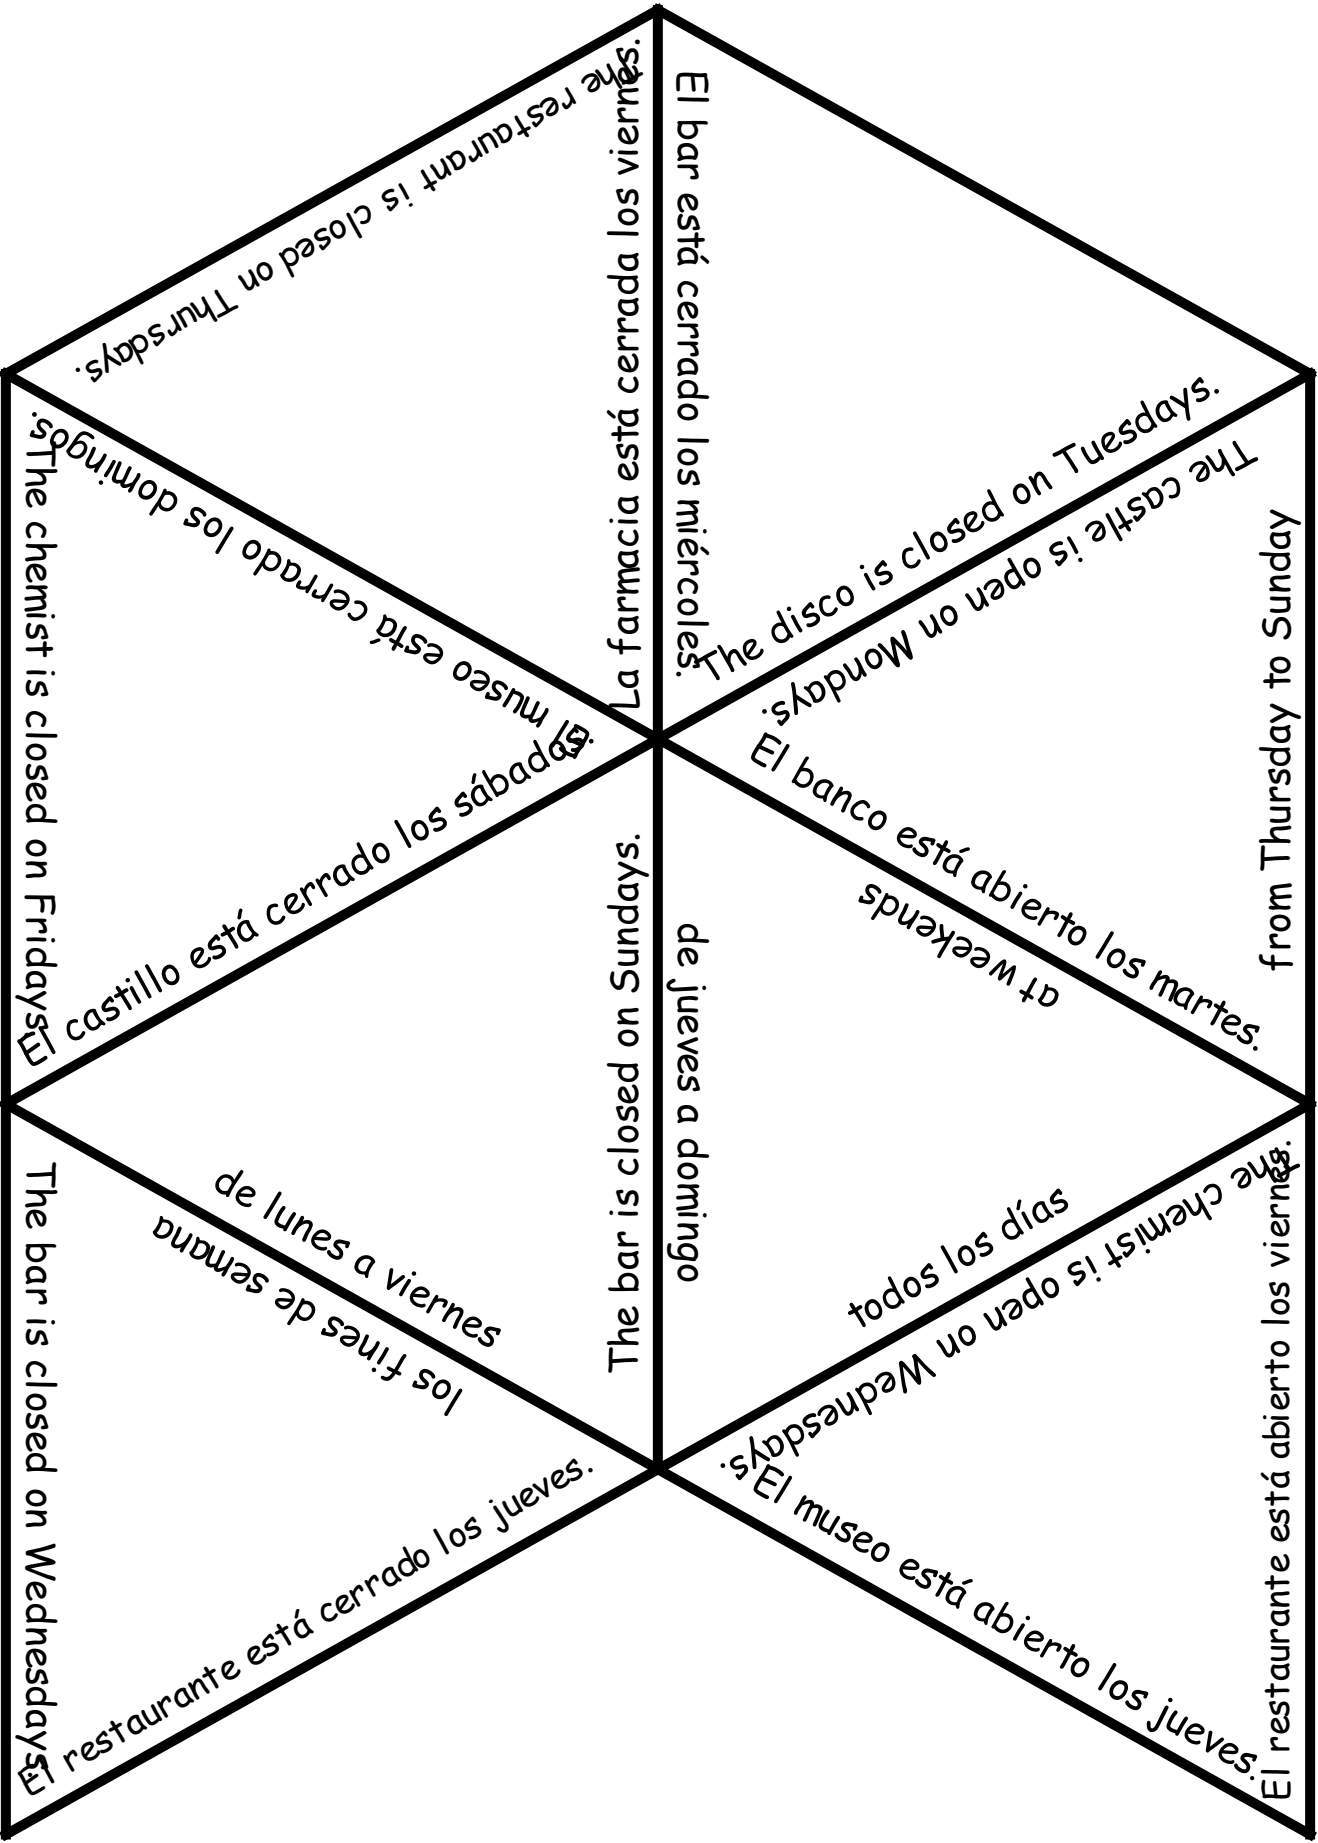 The restaurant is closed on Thursdays.
La farmacia está cerrada los viernes.
El bar está cerrado los miércoles.
The disco is closed on Tuesdays.
The castle is open on Mondays.
from Thursday to Sunday
El banco está abierto los martes.
El museo está cerrado los domingos.
The chemist is closed on Fridays.
El castillo está cerrado los sábados.
The bar is closed on Sundays.
de lunes a viernes
at weekends
de jueves a domingo
todos los días
los fines de semana
The bar is closed on Wednesdays.
El restaurante está cerrado los jueves.
The chemist is open on Wednesdays.
El restaurante está abierto los viernes.
El museo está abierto los jueves.